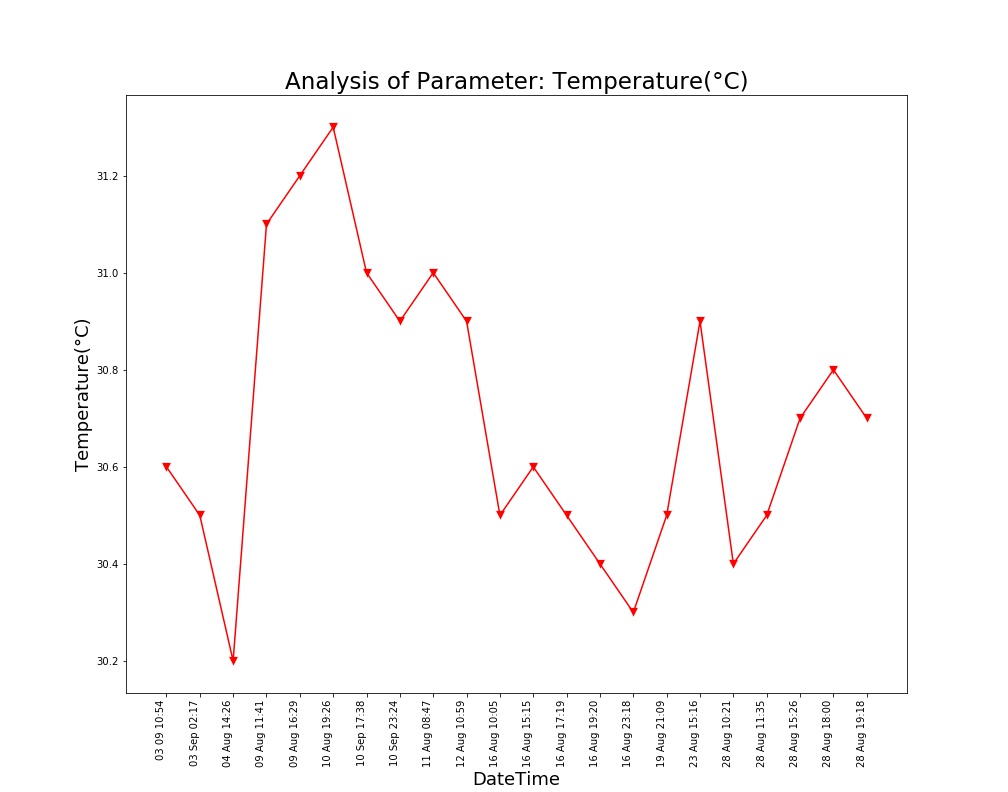 Analysis of Parameter: Temperature(°C)
Temperature(°C)
31.2
31.0
30.8
30.6
30.4
30.2
03 09 10:54
03 Sep 02:17
04 Aug 14:26
09 Aug 11:41
09 Aug 16:29
10 Aug 19:26
10 Sep 17:38
10 Sep 23:24
11 Aug 08:47
12 Aug 10:59
16 Aug 10:05
16 Aug 15:15
16 Aug 17:19
16 Aug 19:20
16 Aug 23:18
19 Aug 21:09
23 Aug 15:16
28 Aug 10:21
28 Aug 11:35
28 Aug 15:26
28 Aug 18:00
28 Aug 19:18
DateTime